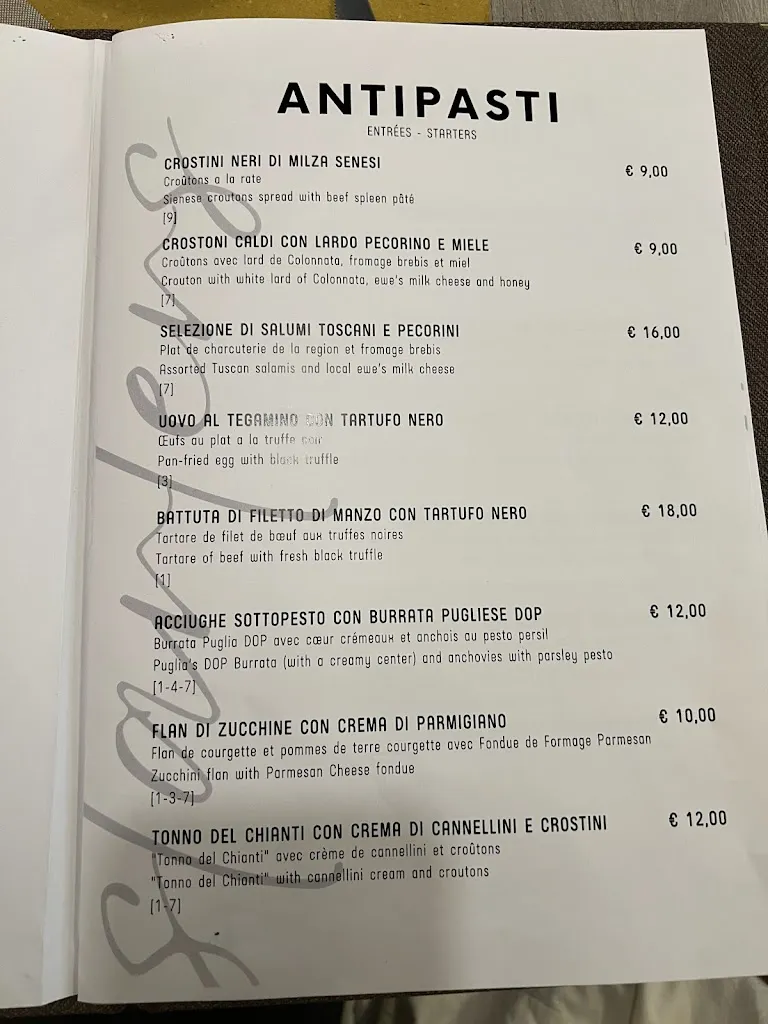 ANTIPASTI
ENTRÉES - STARTERS
CROSTINI NERI DI MILZA SENESI € 9,00
Croûtons a la rate
Sienese croutons spread with beef spleen pâté
[9]
CROSTONI CALDI CON LARDO PECORINO E MIELE € 9,00
Croûtons avec lard de Colonnata, fromage brebis et miel
Crouton with white lard of Colonnata, ewe's milk cheese and honey
[7]
SELEZIONE DI SALUMI TOSCANI E PECORINI € 16,00
Plat de charcuterie de la region et fromage brebis
Assorted Tuscan salamis and local ewe's milk cheese
[7]
UOVO AL TEGAMINO CON TARTUFO NERO € 12,00
Œufs au plat a la truffe noir
Pan-fried egg with black truffle
[3]
BATTUTA DI FILETTO DI MANZO CON TARTUFO NERO € 18,00
Tartare de filet de bœuf aux truffes noires
Tartare of beef with fresh black truffle
[1]
ACCIUGHE SOTTOPESTO CON BURRATA PUGLIESE DOP € 12,00
Burrata Puglia DOP avec cœur crémeaux et anchois au pesto persil
Puglia's DOP Burrata (with a creamy center) and anchovies with parsley pesto
[1-4-7]
FLAN DI ZUCCHINE CON CREMA DI PARMIGIANO € 10,00
Flan de courgette et pommes de terre courgette avec Fondue de Formage Parmesan
Zucchini flan with Parmesan Cheese fondue
[1-3-7]
TONNO DEL CHIANTI CON CREMA DI CANNELLINI E CROSTINI € 12,00
"Tonno del Chianti" avec crème de cannellini et croûtons
"Tonno del Chianti" with cannellini cream and croutons
[1-7]